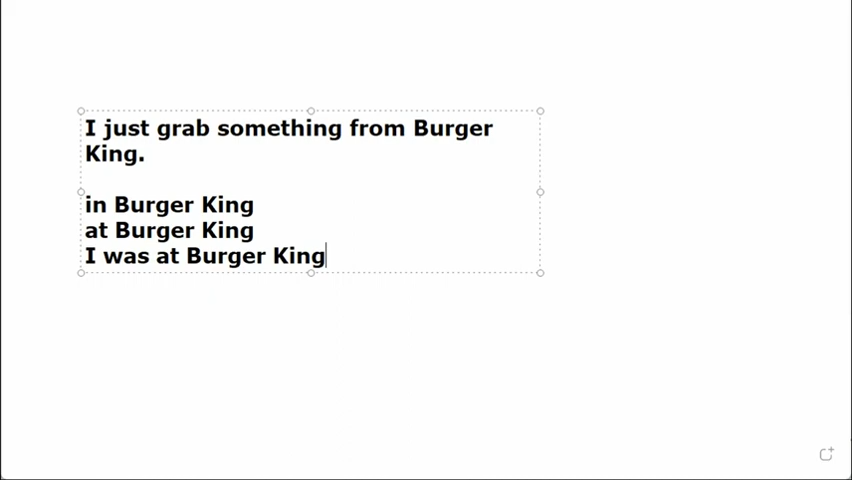 I just grab something from Burger
King.
in Burger King
at Burger King
I was at Burger King